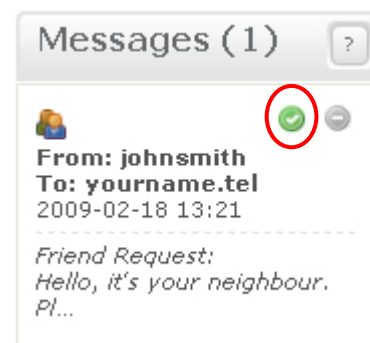 Messages (1) ?
From: johnsmith
To: yourname.tel
2009-02-18 13:21
Friend Request:
Hello, it's your neighbour.
Pl...